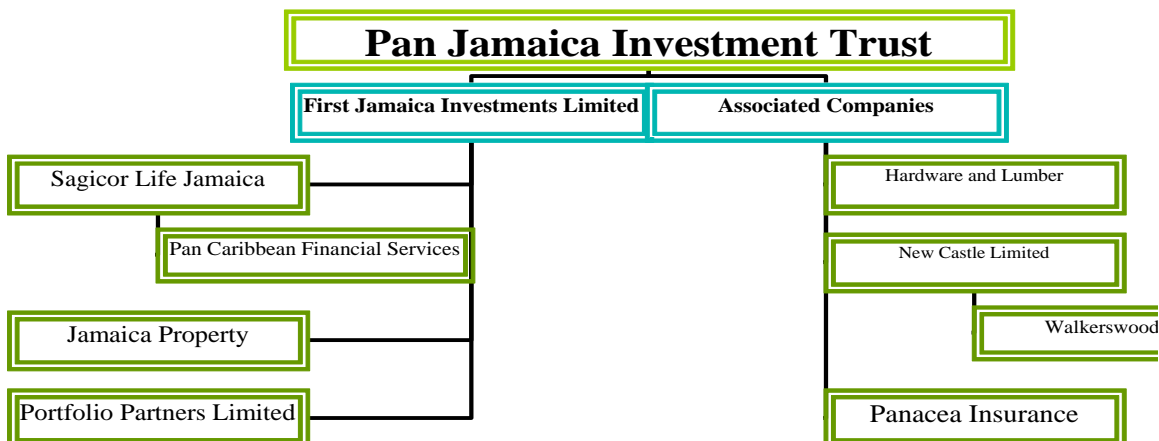 Pan Jamaica Investment Trust
First Jamaica Investments Limited
Associated Companies
Sagicor Life Jamaica
Hardware and Lumber
Pan Caribbean Financial Services
New Castle Limited
Walkerswood
Jamaica Property
Portfolio Partners Limited
Panacea Insurance